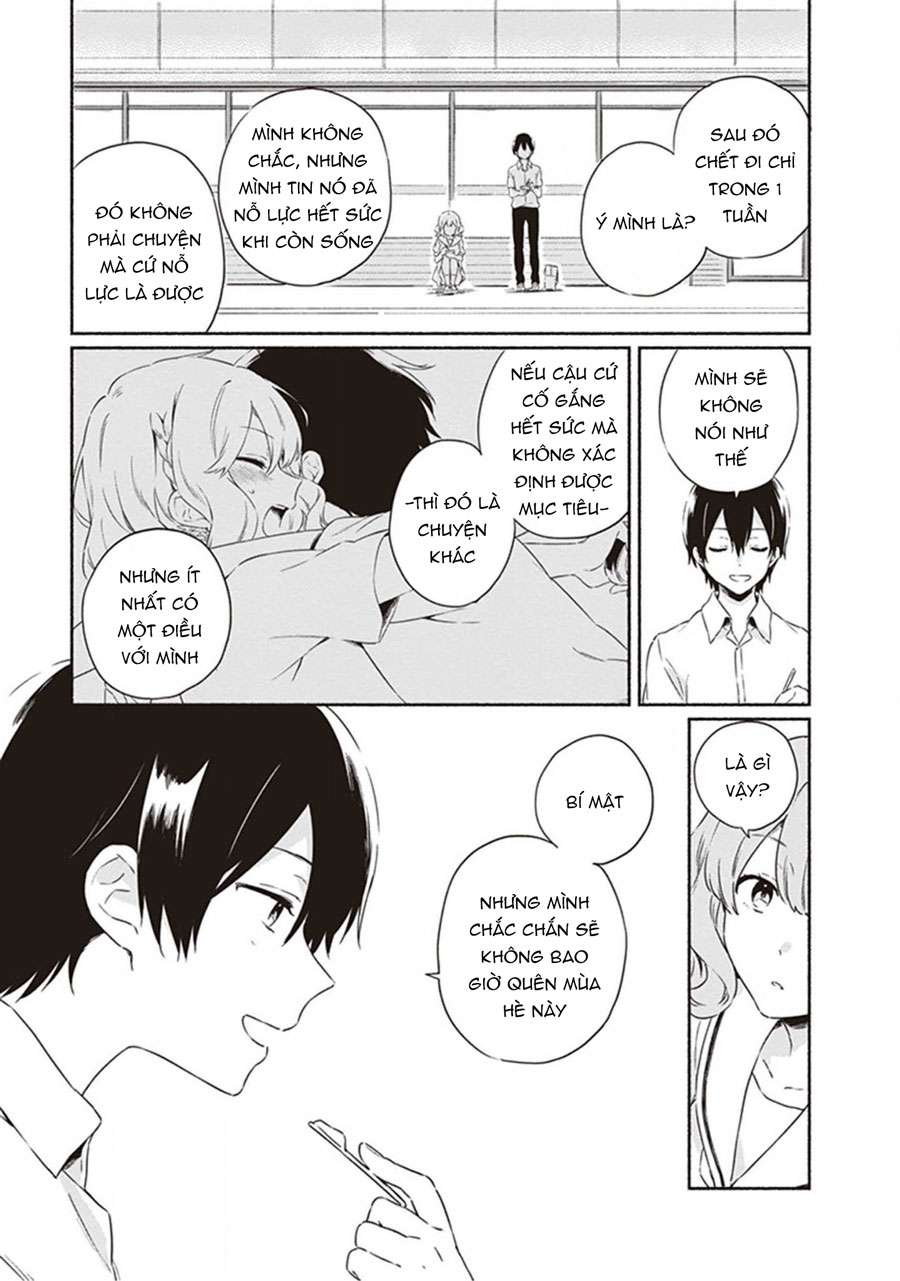 SAU ĐÓ
CHẾT ĐI CHỈ
TRONG 1
TUẦN
Ý MÌNH LÀ?
MÌNH KHÔNG
CHẮC, NHƯNG
MÌNH TIN NÓ ĐÃ
NỖ LỰC HẾT SỨC
KHI CÒN SỐNG
ĐÓ KHÔNG
PHẢI CHUYỆN
MÀ CỨ NỖ
LỰC LÀ ĐƯỢC
MÌNH SẼ
KHÔNG
NÓI NHƯ
THẾ
NẾU CẬU CỨ
CỐ GẮNG
HẾT SỨC MÀ
KHÔNG XÁC
ĐỊNH ĐƯỢC
MỤC TIÊU-
-THÌ ĐÓ LÀ
CHUYỆN
KHÁC
NHƯNG ÍT
NHẤT CÓ
MỘT ĐIỀU
VỚI MÌNH
LÀ GÌ
VẬY?
BÍ MẬT
NHƯNG MÌNH
CHẮC CHẮN SẼ
KHÔNG BAO
GIỜ QUÊN MÙA
HÈ NÀY